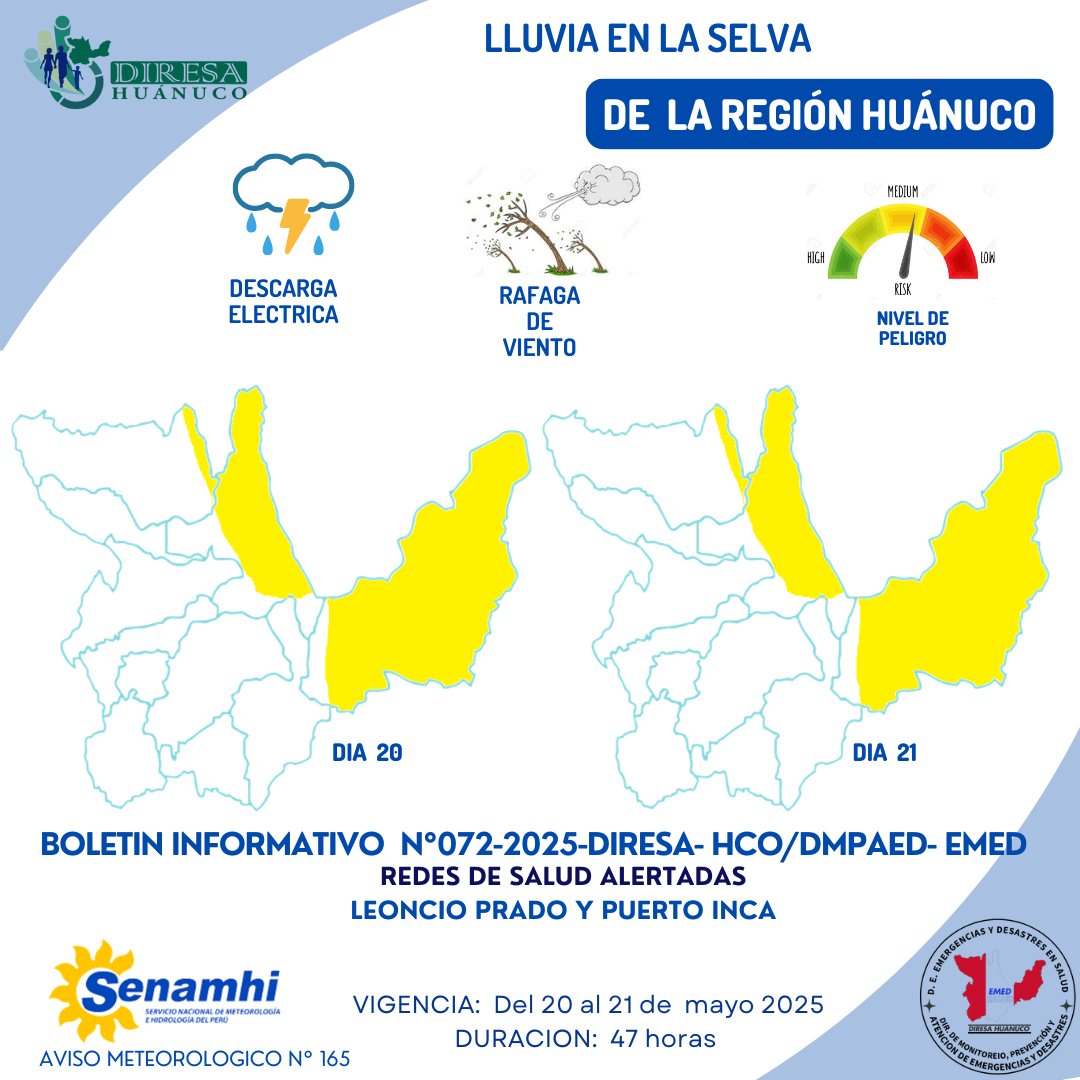 DIRESA
HUÁNUCO
LLUVIA EN LA SELVA
DE LA REGIÓN HUÁNUCO
DESCARGA
ELECTRICA
RAFAGA
DE
VIENTO
MEDIUM
HIGH
LOW
RISK
NIVEL DE
PELIGRO
DIA 20
DIA 21
BOLETIN INFORMATIVO N°072-2025-DIRESA- HCO/DMPAED- EMED
REDES DE SALUD ALERTADAS
LEONCIO PRADO Y PUERTO INCA
Senamhi
SERVICIO NACIONAL DE METEOROLOGÍA
E HIDROLOGÍA DEL PERÚ
AVISO METEOROLOGICO N° 165
VIGENCIA: Del 20 al 21 de mayo 2025
DURACION: 47 horas
D. E. EMERGENCIAS Y DESASTRES EN SALUD
EMED
DIRESA HUANUCO
DIR. DE MONITOREIO, PREVENCIÓN Y
ATENCION DE EMERGENCIAS Y DESASTRES